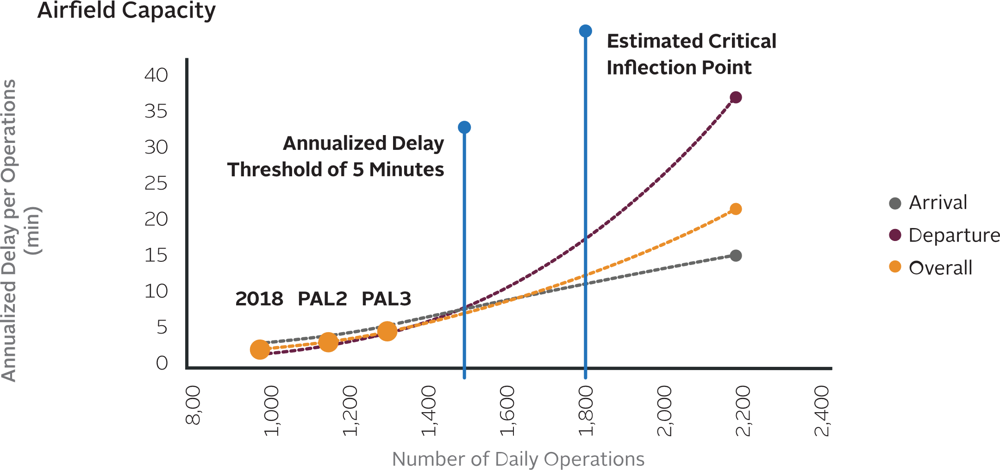 Airfield Capacity
Estimated Critical
Inflection Point
Annualized Delay
Threshold of 5 Minutes
Annualized Delay per Operations
(min)
40
35
30
25
20
15
10
5
0
2018 PAL2 PAL3
Arrival
Departure
Overall
8,00
1,000
1,200
1,400
1,600
1,800
2,000
2,200
2,400
Number of Daily Operations